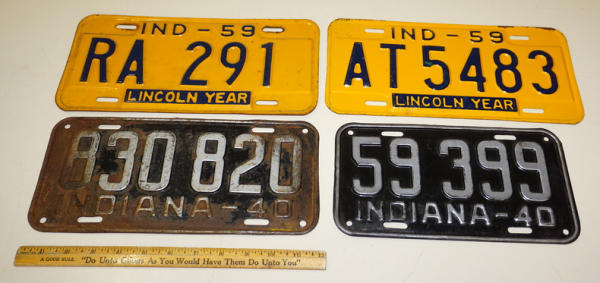 IND - 59
RA 291
LINCOLN YEAR
IND - 59
AT 5483
LINCOLN YEAR
830 820
INDIANA - 40
59 399
INDIANA - 40
A GOOD RULE "Do Unto Others As You Would Have Them Do Unto You"